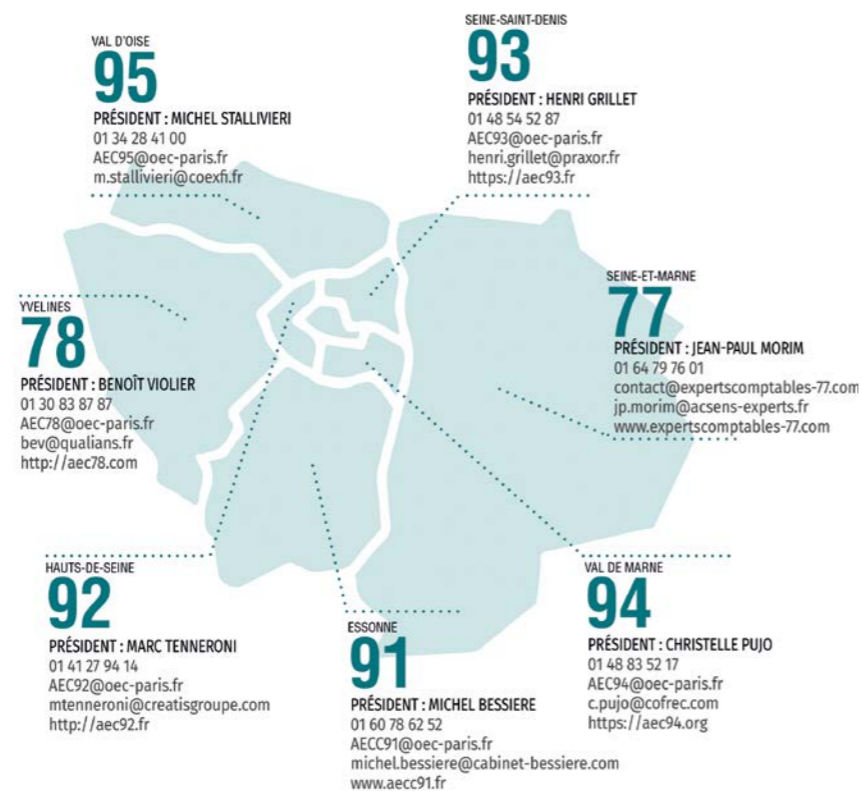 VAL D'OISE
95
PRÉSIDENT : MICHEL STALLIVIERI
01 34 28 41 00
AEC95@oec-paris.fr
m.stallivieri@coexfi.fr
SEINE-SAINT-DENIS
93
PRÉSIDENT : HENRI GRILLET
01 48 54 52 87
AEC93@oec-paris.fr
henri.grillet@praxor.fr
https://aec93.fr
YVELINES
78
PRÉSIDENT : BENOÎT VIOLIER
01 30 83 87 87
AEC78@oec-paris.fr
bev@qualians.fr
http://aec78.com
SEINE-ET-MARNE
77
PRÉSIDENT : JEAN-PAUL MORIM
01 64 79 76 01
contact@expertscomptables-77.com
jp.morim@acsens-experts.fr
www.expertscomptables-77.com
HAUTS-DE-SEINE
92
PRÉSIDENT : MARC TENNERONI
01 41 27 94 14
AEC92@oec-paris.fr
mtenneroni@creatisgroupe.com
http://aec92.fr
ESSONNE
91
PRÉSIDENT : MICHEL BESSIERE
01 60 78 62 52
AECC91@oec-paris.fr
michel.bessiere@cabinet-bessiere.com
www.aecc91.fr
VAL DE MARNE
94
PRÉSIDENT : CHRISTELLE PUJO
01 48 83 52 17
AEC94@oec-paris.fr
c.pujo@cofrec.com
https://aec94.org